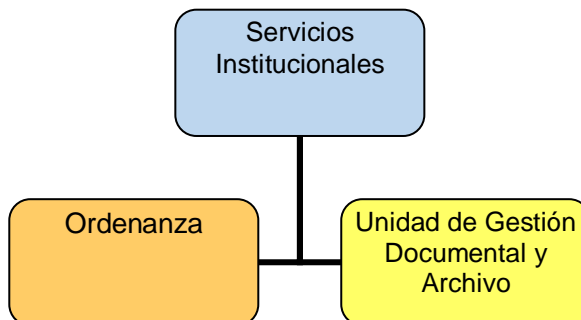 Servicios
Institucionales
Ordenanza
Unidad de Gestión
Documental y
Archivo